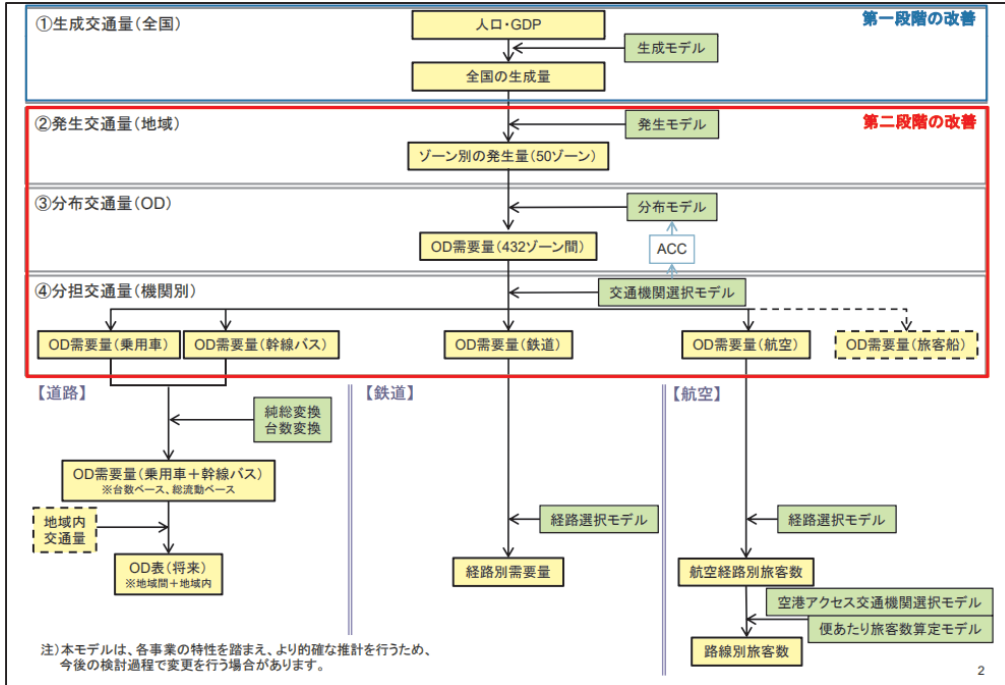 ①生成交通量(全国)
人口・GDP
第一段階の改善
生成モデル
全国の生成量
②発生交通量(地域)
発生モデル
第二段階の改善
ゾーン別の発生量(50ゾーン)
③分布交通量(OD)
分布モデル
OD需要量(432ゾーン間)
ACC
④分担交通量(機関別)
交通機関選択モデル
OD需要量(乗用車)
OD需要量(幹線バス)
OD需要量(鉄道)
OD需要量(航空)
OD需要量(旅客船)
【道路】
【鉄道】
【航空】
純総変換
台数変換
OD需要量(乗用車+幹線バス)
※台数ベース、総流動ベース
地域内
交通量
経路選択モデル
経路選択モデル
OD表(将来)
※地域間+地域内
経路別需要量
航空経路別旅客数
空港アクセス交通機関選択モデル
便あたり旅客数算定モデル
路線別旅客数
注)本モデルは、各事業の特性を踏まえ、より的確な推計を行うため、
今後の検討過程で変更を行う場合があります。
2